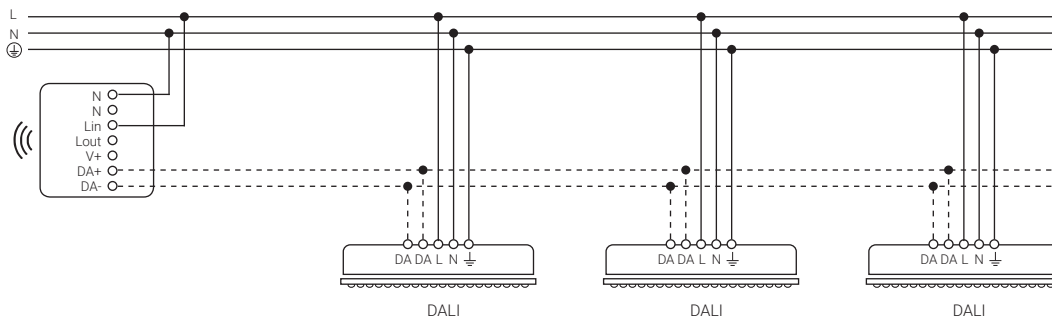 L
N
N
N
Lin
Lout
V+
DA+
DA-
DA DA L N
DA DA L N
DA DA L N
DALI
DALI
DALI